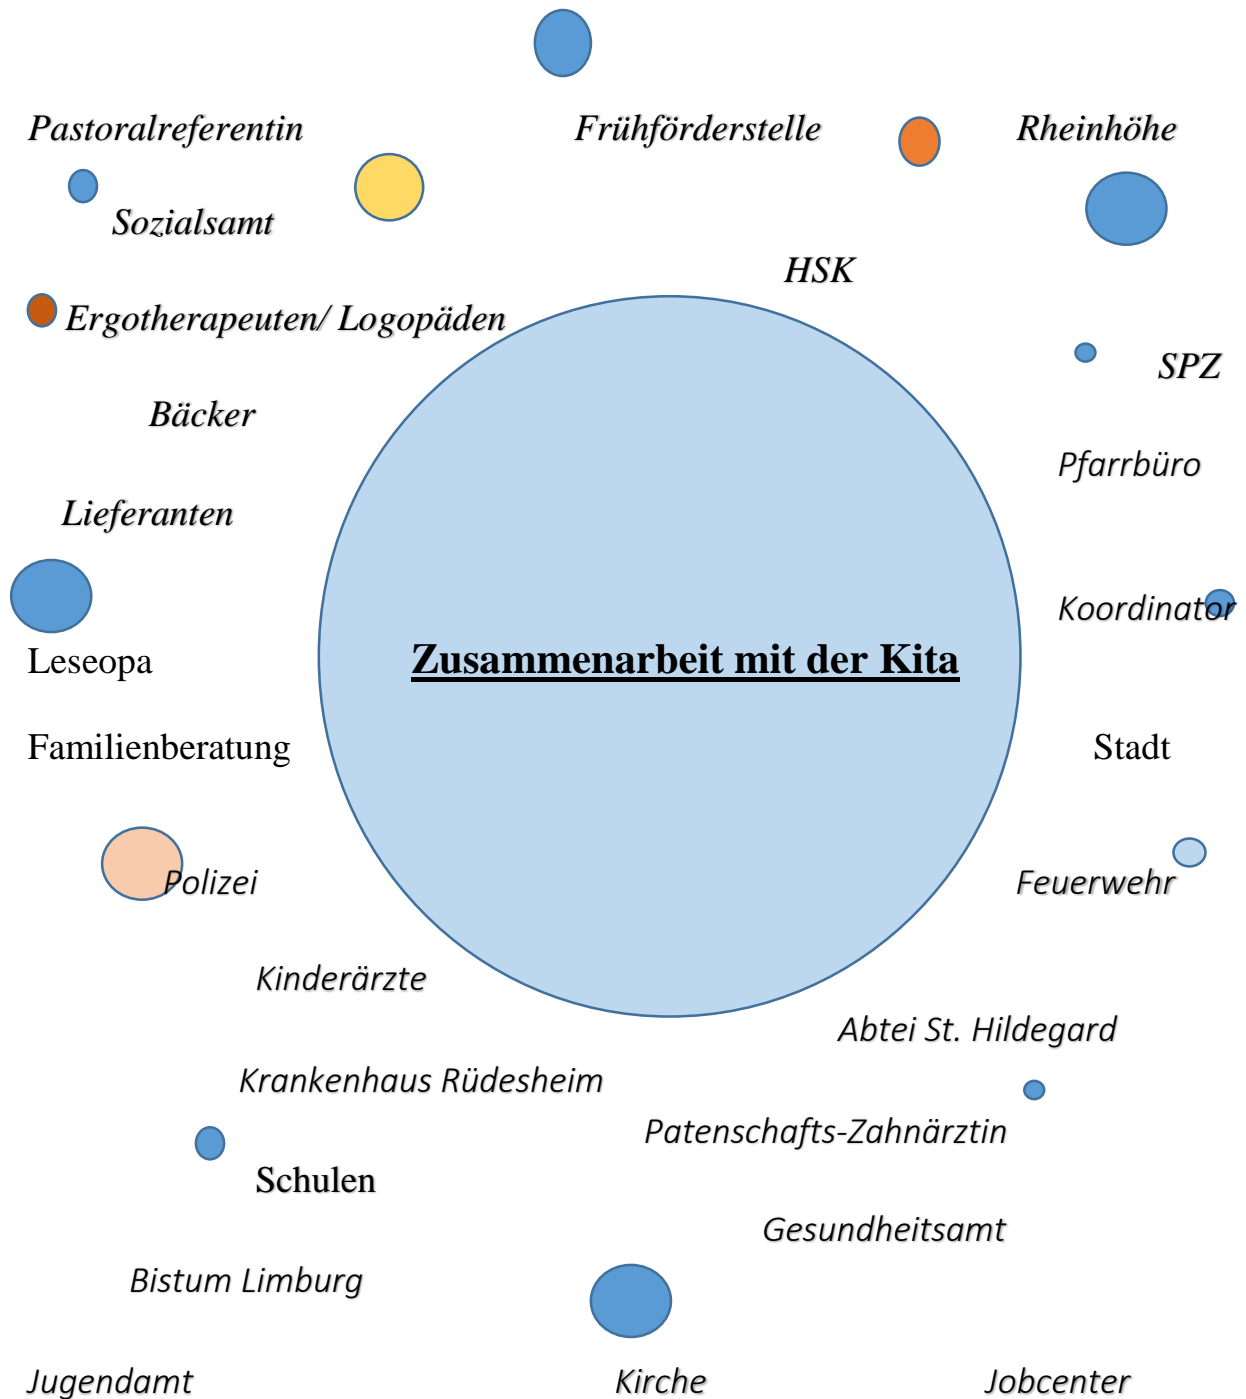 Pastoralreferentin Frühförderstelle Rheinhöhe
Sozialsamt
HSK
Ergotherapeuten/ Logopäden
SPZ
Bäcker
Pfarrbüro
Lieferanten
Koordinator
Leseopa
Zusammenarbeit mit der Kita
Familienberatung Stadt
Polizei Feuerwehr
Kinderärzte
Abtei St. Hildegard
Krankenhaus Rüdesheim
Patenschafts-Zahnärztin
Schulen
Gesundheitsamt
Bistum Limburg
Jugendamt Kirche Jobcenter